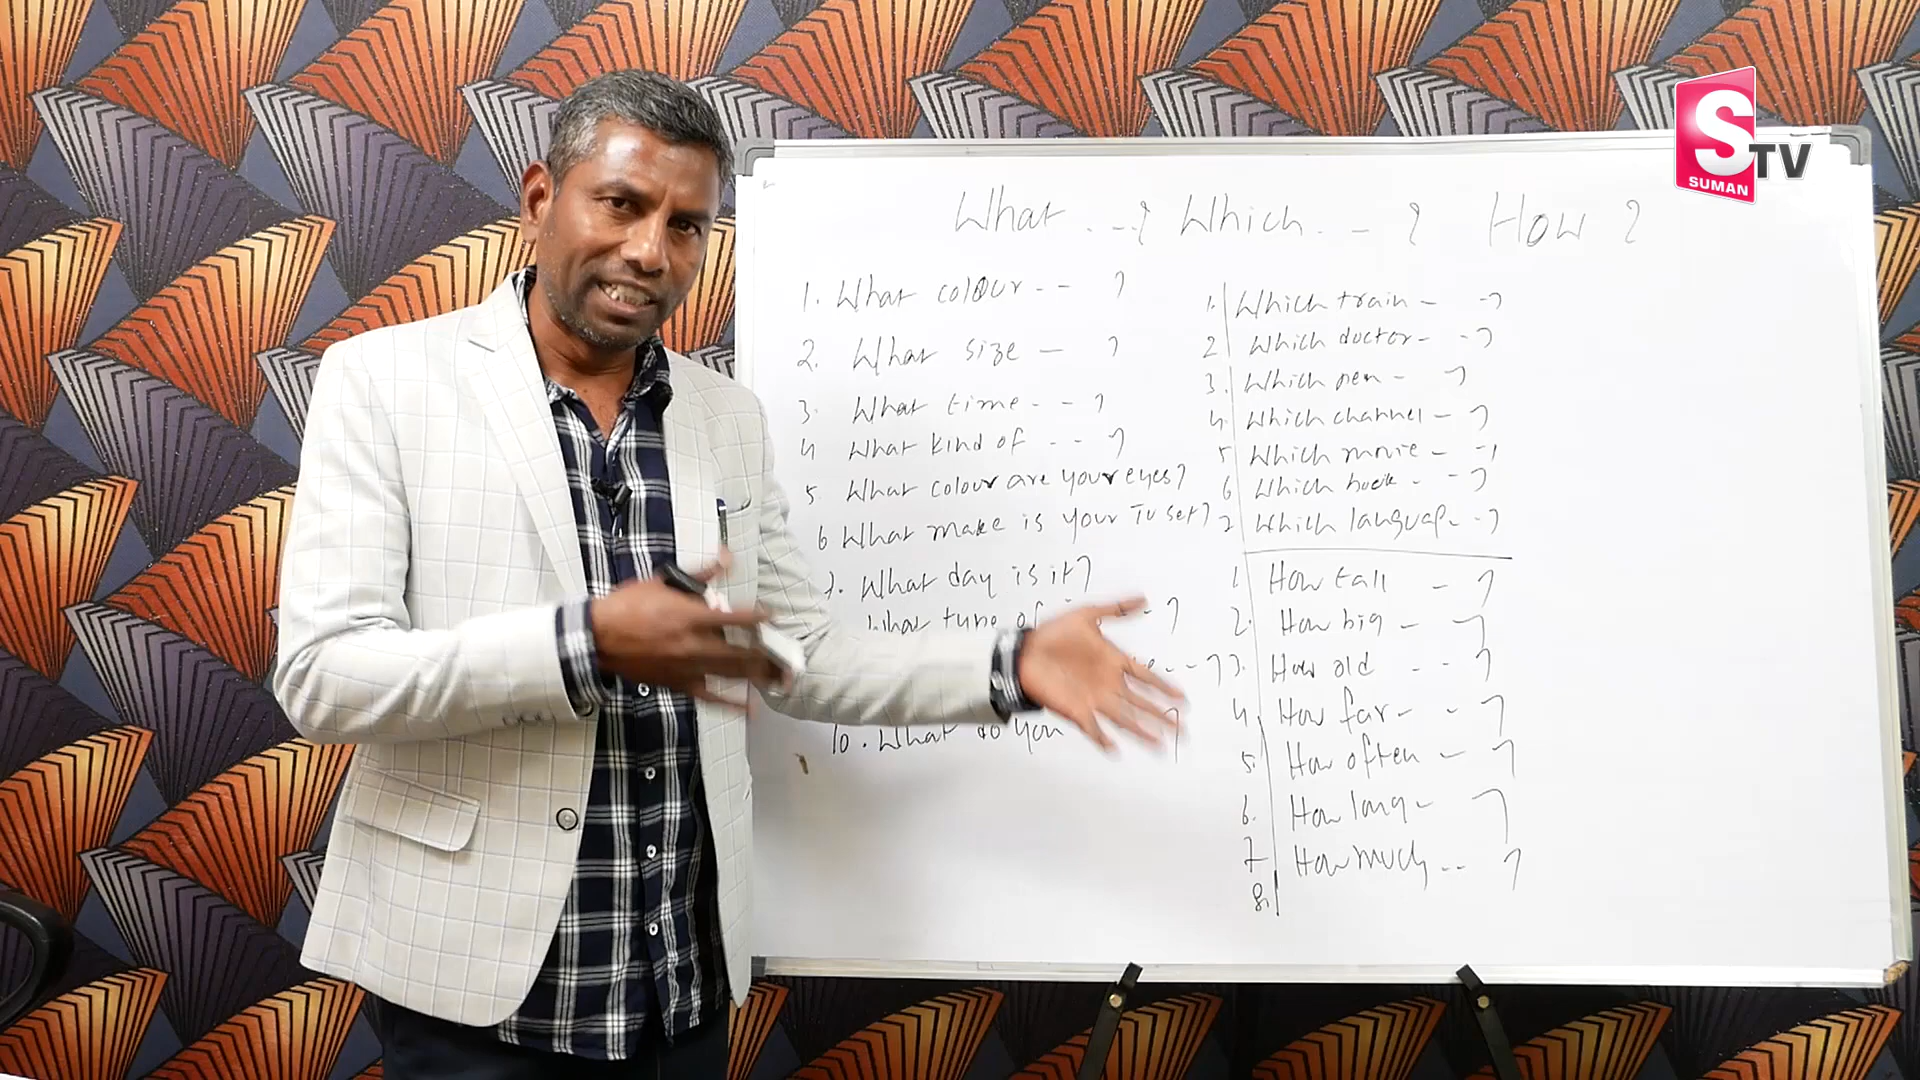 S TV
SUMAN
What . --? Which. - ? How ?
1. What colour -- ?
2. What size - ?
3. What time -- ?
4 What kind of -- ?
5 What colour are your eyes?
6 What make is your TV set?
7. What day is it?
What type of
10. What do you ?
1. Which train - - ?
2 Which doctor - - ?
3. Which pen - ?
4. Which channel - ?
5 Which movie - - ?
6 Which book - - ?
7 Which language - - ?
1 How tall - ?
2. How big - ?
3. How old - - ?
4 How far - - ?
5. How often - ?
6. How long - ?
7 How much -- ?
8.